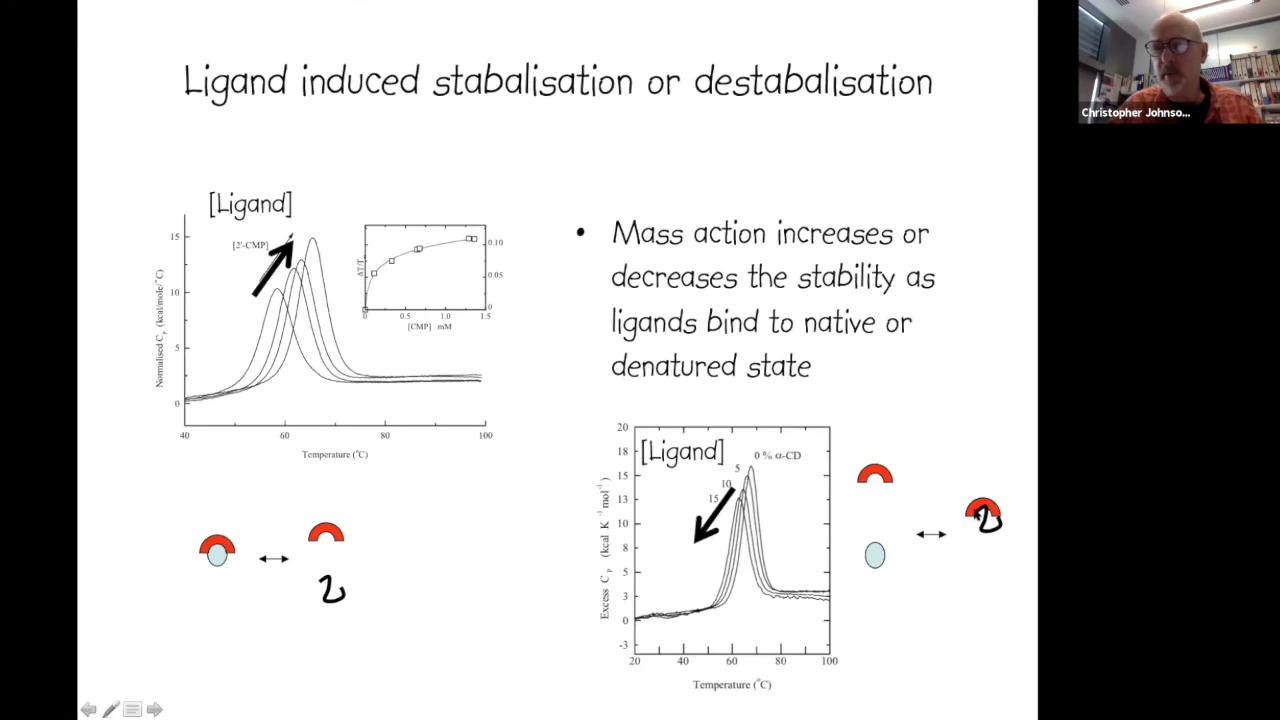 Ligand induced stabalisation or destabalisation
Christopher Johnso...
[Ligand]
[2'-CMP]
15
10
5
0
Normalised Cp (kcal/mole/°C)
40 60 80 100
Temperature (°C)
0.10
0.05
0
ΔT/T
0 0.5 1.0 1.5
[CMP] mM
• Mass action increases or
decreases the stability as
ligands bind to native or
denatured state
[Ligand]
0 % α-CD
5
10
15
20
18
15
13
10
8
5
3
0
-3
Excess Cp (kcal K⁻¹ mol⁻¹)
20 40 60 80 100
Temperature (°C)